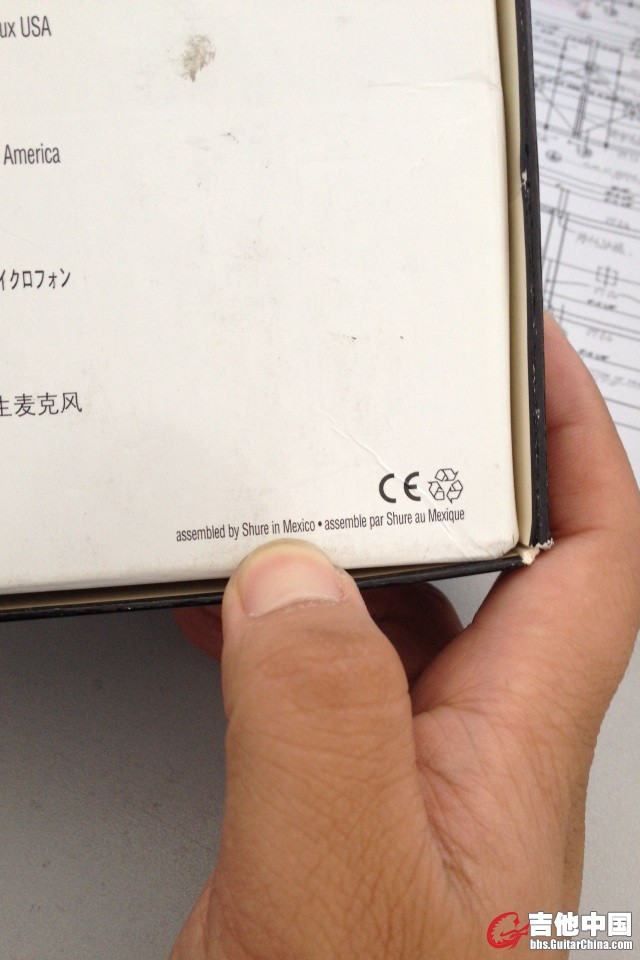 ux USA
America
イクロフォン
生麦克风
CE
assembled by Shure in Mexico • assemble par Shure au Mexique
吉他中国
bbs.GuitarChina.com